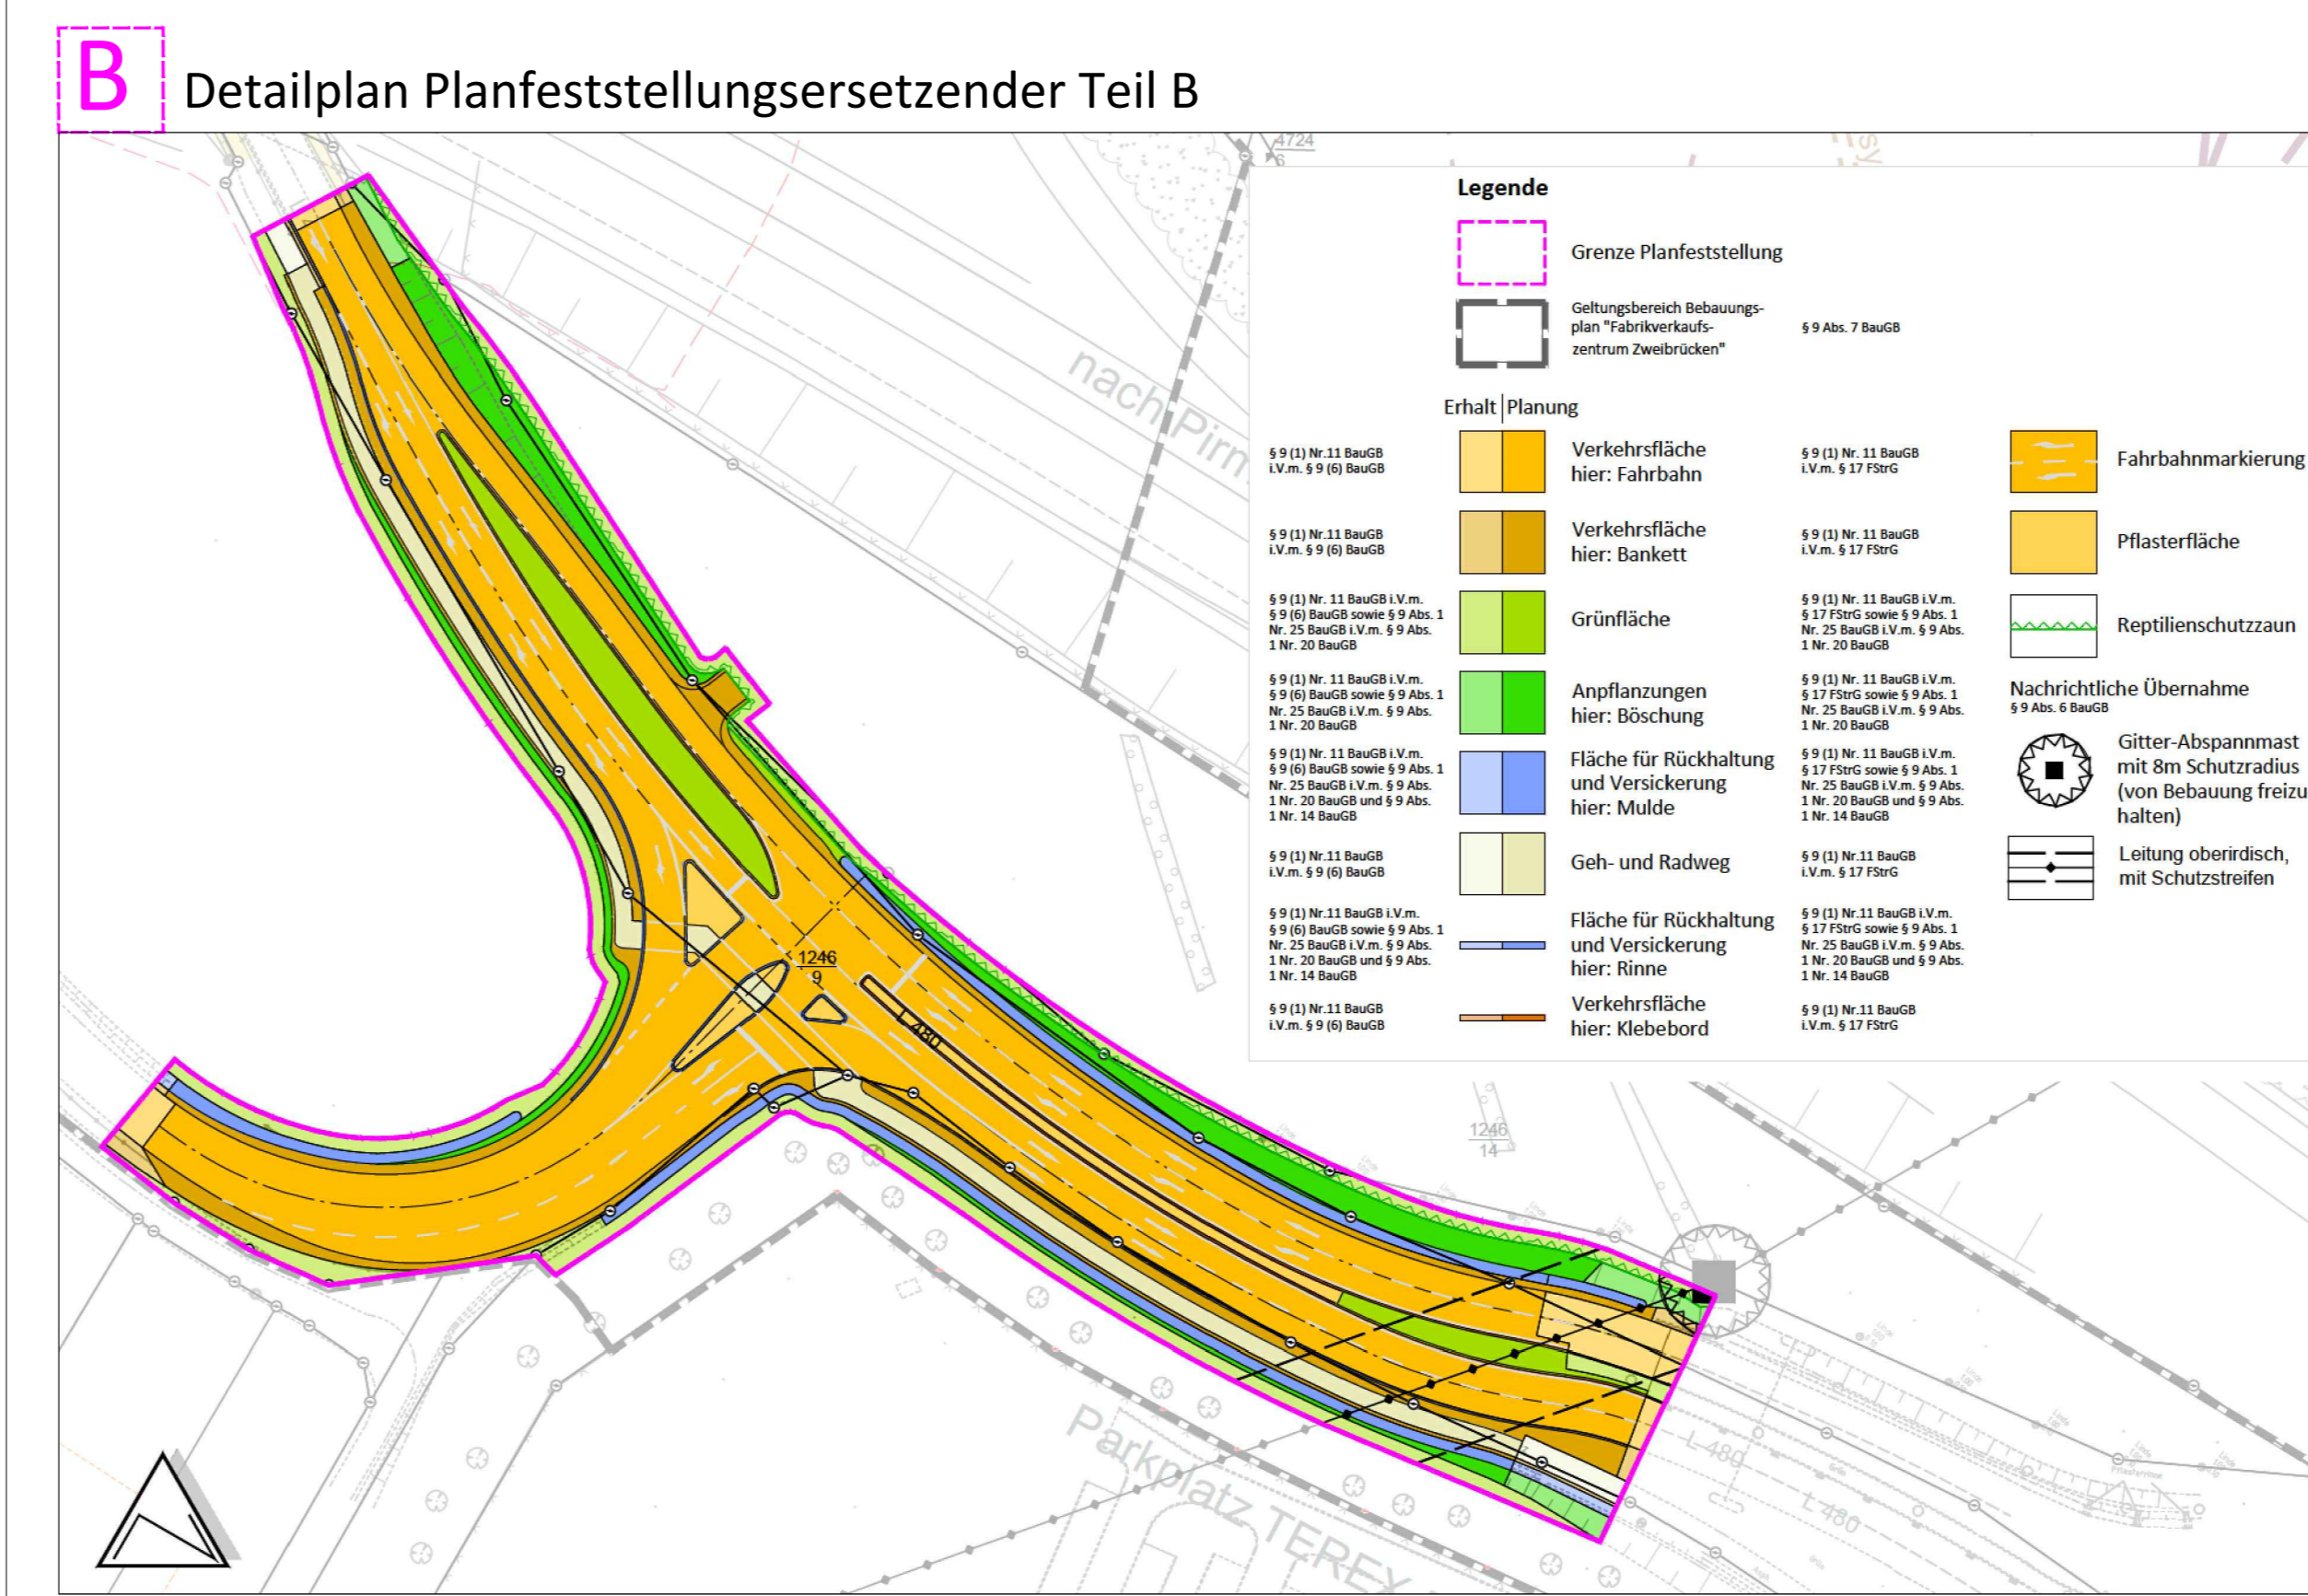 B
Detailplan Planfeststellungsersetzender Teil B
4724
6
sy
nach Pirm
Legende
Grenze Planfeststellung
Geltungsbereich Bebauungs-
plan "Fabrikverkaufs-
zentrum Zweibrücken"
§ 9 Abs. 7 BauGB
Erhalt | Planung
§ 9 (1) Nr.11 BauGB
i.V.m. § 9 (6) BauGB
Verkehrsfläche
hier: Fahrbahn
§ 9 (1) Nr. 11 BauGB
i.V.m. § 17 FStrG
§ 9 (1) Nr.11 BauGB
i.V.m. § 9 (6) BauGB
Verkehrsfläche
hier: Bankett
§ 9 (1) Nr. 11 BauGB
i.V.m. § 17 FStrG
§ 9 (1) Nr. 11 BauGB i.V.m.
§ 9 (6) BauGB sowie § 9 Abs. 1
Nr. 25 BauGB i.V.m. § 9 Abs.
1 Nr. 20 BauGB
Grünfläche
§ 9 (1) Nr. 11 BauGB i.V.m.
§ 17 FStrG sowie § 9 Abs. 1
Nr. 25 BauGB i.V.m. § 9 Abs.
1 Nr. 20 BauGB
§ 9 (1) Nr. 11 BauGB i.V.m.
§ 9 (6) BauGB sowie § 9 Abs. 1
Nr. 25 BauGB i.V.m. § 9 Abs.
1 Nr. 20 BauGB
Anpflanzungen
hier: Böschung
§ 9 (1) Nr. 11 BauGB i.V.m.
§ 17 FStrG sowie § 9 Abs. 1
Nr. 25 BauGB i.V.m. § 9 Abs.
1 Nr. 20 BauGB
§ 9 (1) Nr. 11 BauGB i.V.m.
§ 9 (6) BauGB sowie § 9 Abs. 1
Nr. 25 BauGB i.V.m. § 9 Abs.
1 Nr. 20 BauGB und § 9 Abs.
1 Nr. 14 BauGB
Fläche für Rückhaltung
und Versickerung
hier: Mulde
§ 9 (1) Nr. 11 BauGB i.V.m.
§ 17 FStrG sowie § 9 Abs. 1
Nr. 25 BauGB i.V.m. § 9 Abs.
1 Nr. 20 BauGB und § 9 Abs.
1 Nr. 14 BauGB
§ 9 (1) Nr.11 BauGB
i.V.m. § 9 (6) BauGB
Geh- und Radweg
§ 9 (1) Nr.11 BauGB
i.V.m. § 17 FStrG
§ 9 (1) Nr.11 BauGB i.V.m.
§ 9 (6) BauGB sowie § 9 Abs. 1
Nr. 25 BauGB i.V.m. § 9 Abs.
1 Nr. 20 BauGB und § 9 Abs.
1 Nr. 14 BauGB
Fläche für Rückhaltung
und Versickerung
hier: Rinne
§ 9 (1) Nr.11 BauGB i.V.m.
§ 17 FStrG sowie § 9 Abs. 1
Nr. 25 BauGB i.V.m. § 9 Abs.
1 Nr. 20 BauGB und § 9 Abs.
1 Nr. 14 BauGB
§ 9 (1) Nr.11 BauGB
i.V.m. § 9 (6) BauGB
Verkehrsfläche
hier: Klebebord
§ 9 (1) Nr.11 BauGB
i.V.m. § 17 FStrG
Fahrbahnmarkierung
Pflasterfläche
Reptilienschutzzaun
Nachrichtliche Übernahme
§ 9 Abs. 6 BauGB
Gitter-Abspannmast
mit 8m Schutzradius
(von Bebauung freizu
halten)
Leitung oberirdisch,
mit Schutzstreifen
1246
9
L 480
1246
14
Parkplatz TEREX
L 480
L 480